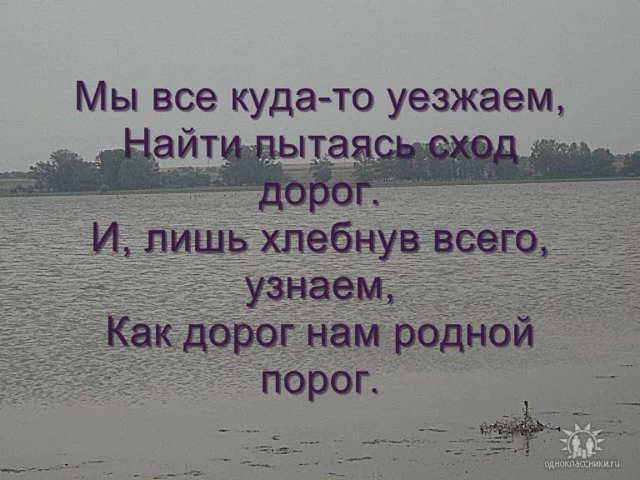 Мы все куда-то уезжаем,
Найти пытаясь сход
дорог.
И, лишь хлебнув всего,
узнаем,
Как дорог нам родной
порог.
одноклассники.ru